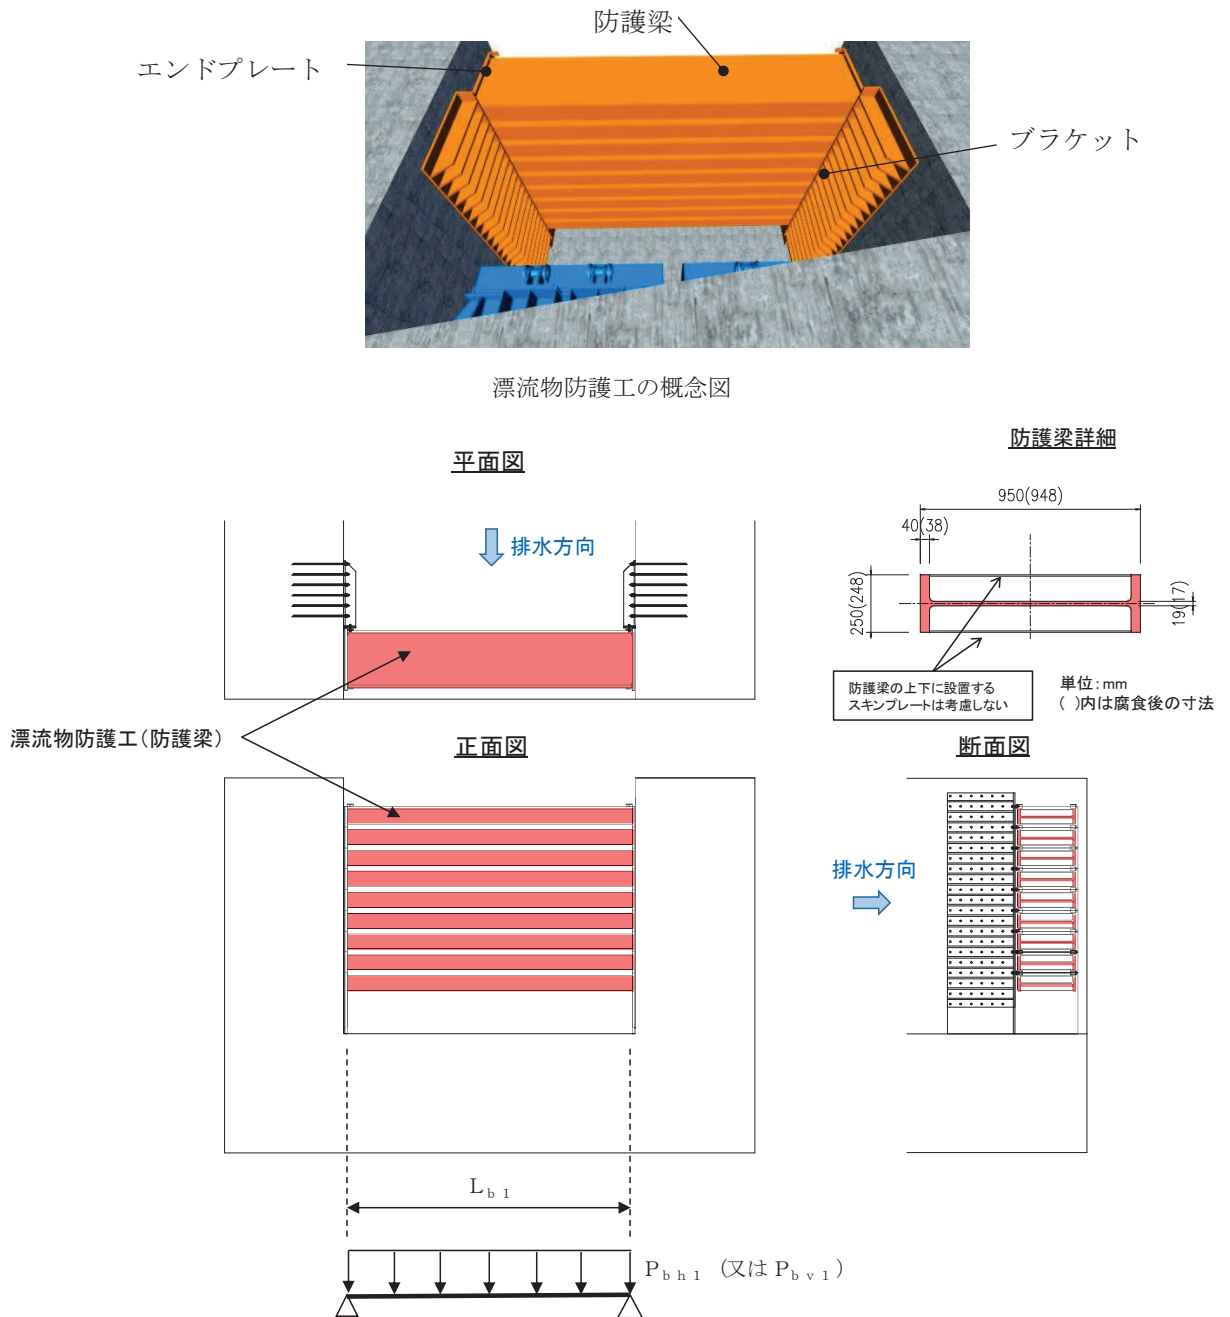 防護梁
エンドプレート
ブラケット
漂流物防護工の概念図
防護梁詳細
平面図
950(948)
40(38)
排水方向
250(248)
19(17)
防護梁の上下に設置する
スキンプレートは考慮しない
単位:mm
( )内は腐食後の寸法
漂流物防護工(防護梁)
正面図
断面図
排水方向
Lb1
Pbh1 (又は Pbv1)